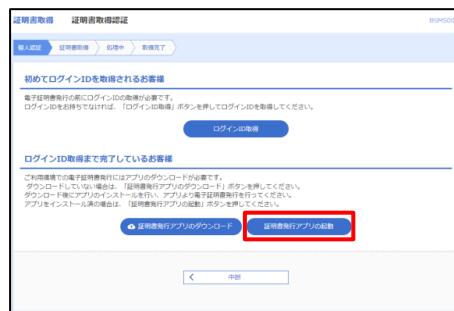 証明書取得 証明書取得認証 BSMS00
個人認証 証明書取得 処理中 取得完了
初めてログインIDを取得されるお客様
電子証明書発行の前にログインIDの取得が必要です。
ログインIDをお持ちでなければ、「ログインID取得」ボタンを押してログインIDを取得してください。
ログインID取得
ログインID取得まで完了しているお客様
ご利用環境での電子証明書発行にはアプリのダウンロードが必要です。
ダウンロードしていない場合は、「証明書発行アプリのダウンロード」ボタンを押してください。
ダウンロード後にアプリのインストールを行い、アプリより電子証明書発行を行ってください。
アプリをインストール済の場合は、「証明書発行アプリの起動」ボタンを押してください。
証明書発行アプリのダウンロード 証明書発行アプリの起動
中断